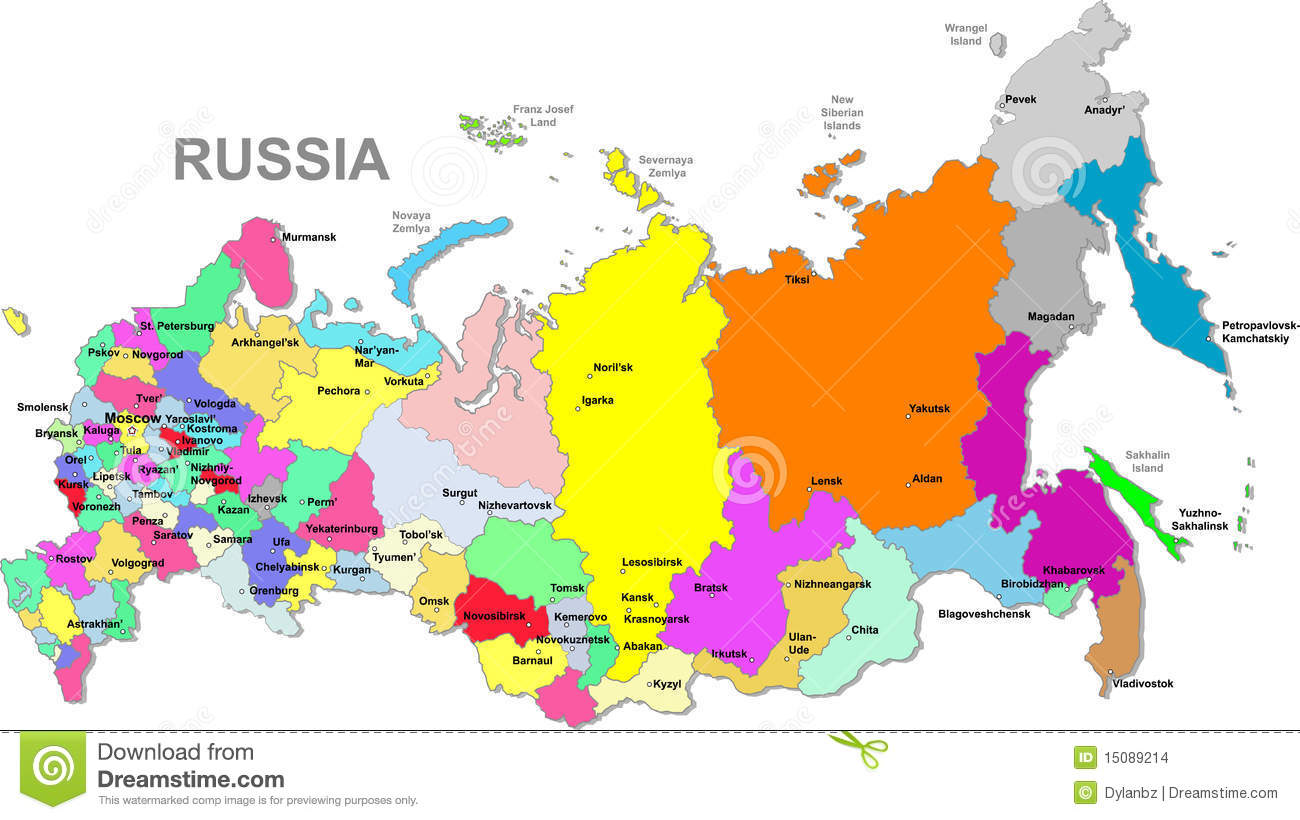 RUSSIA
Wrangel
Island
Franz Josef
Land
New
Siberian
Islands
Severnaya
Zemlya
Novaya
Zemlya
Pevek
Anadyr'
Murmansk
Tiksi
Magadan
Petropavlovsk-
Kamchatskiy
St. Petersburg
Arkhangel'sk
Pskov
Novgorod
Nar'yan-
Mar
Vorkuta
Pechora
Noril'sk
Igarka
Yakutsk
Tver'
Vologda
Smolensk
Moscow
Yaroslavl'
Kostroma
Bryansk
Kaluga
Ivanovo
Vladimir
Tula
Orel
Ryazan'
Nizhniy-
Novgorod
Lipetsk
Kursk
Tambov
Voronezh
Izhevsk
Perm'
Kazan
Penza
Surgut
Nizhevartovsk
Lensk
Aldan
Sakhalin
Island
Yuzhno-
Sakhalinsk
Saratov
Samara
Ufa
Yekaterinburg
Tobol'sk
Tyumen'
Rostov
Volgograd
Chelyabinsk
Kurgan
Orenburg
Astrakhan'
Omsk
Tomsk
Novosibirsk
Kemerovo
Novokuznetsk
Barnaul
Lesosibirsk
Kansk
Krasnoyarsk
Abakan
Kyzyl
Bratsk
Irkutsk
Nizhneangarsk
Ulan-
Ude
Chita
Khabarovsk
Birobidzhan
Blagoveshchensk
Vladivostok
dreamstime
Download from
Dreamstime.com
This watermarked comp image is for previewing purposes only.
ID 15089214
© Dylanbz | Dreamstime.com